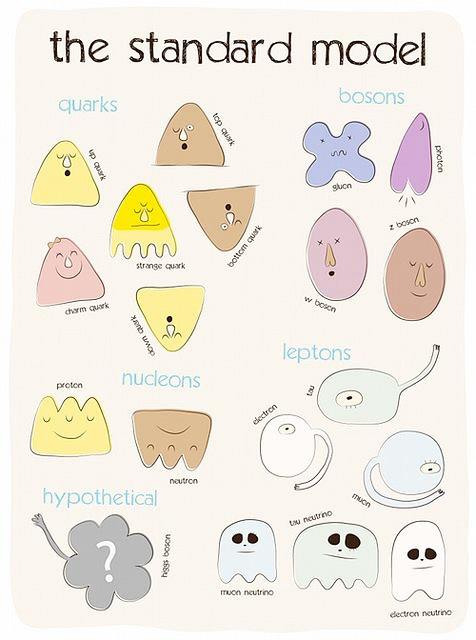 the standard model
quarks
bosons
up quark
top quark
gluon
photon
strange quark
bottom quark
charm quark
down quark
w boson
z boson
nucleons
proton
neutron
leptons
tau
electron
muon
hypothetical
?
higgs boson
muon neutrino
tau neutrino
electron neutrino